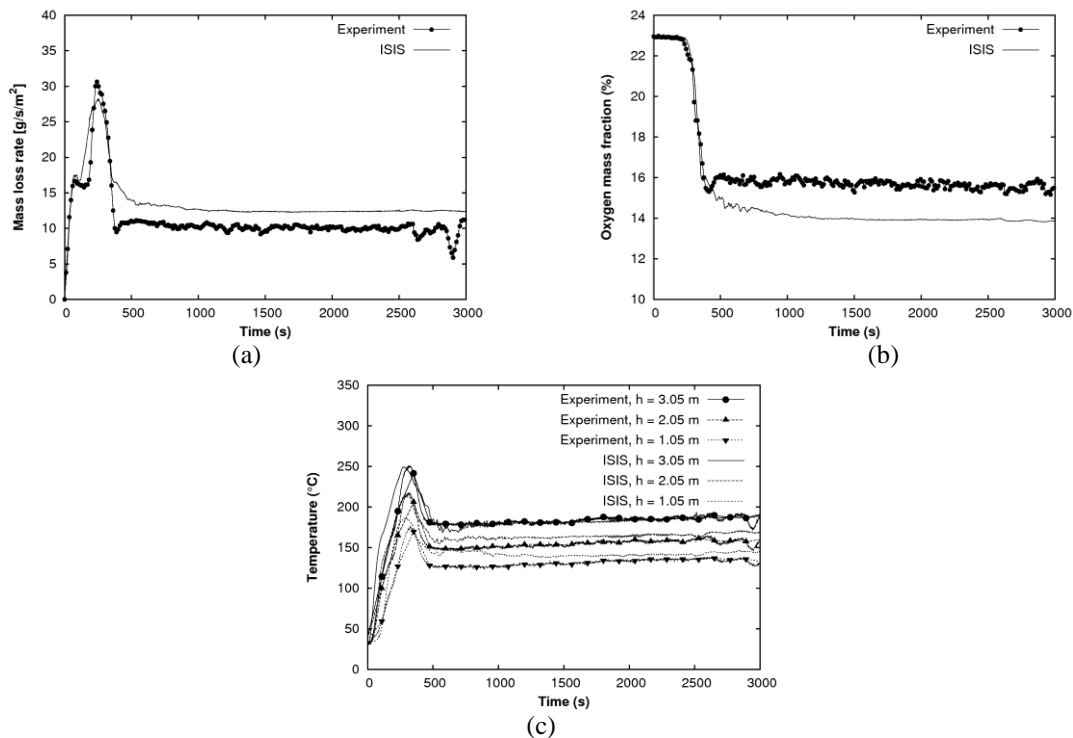 40
35
30
25
20
15
10
5
0
0 500 1000 1500 2000 2500 3000
Mass loss rate [g/s/m²]
Time (s)
Experiment
ISIS
(a)
24
22
20
18
16
14
12
10
0 500 1000 1500 2000 2500 3000
Oxygen mass fraction (%)
Time (s)
Experiment
ISIS
(b)
350
300
250
200
150
100
50
0
0 500 1000 1500 2000 2500 3000
Temperature (°C)
Time (s)
Experiment, h = 3.05 m
Experiment, h = 2.05 m
Experiment, h = 1.05 m
ISIS, h = 3.05 m
ISIS, h = 2.05 m
ISIS, h = 1.05 m
(c)